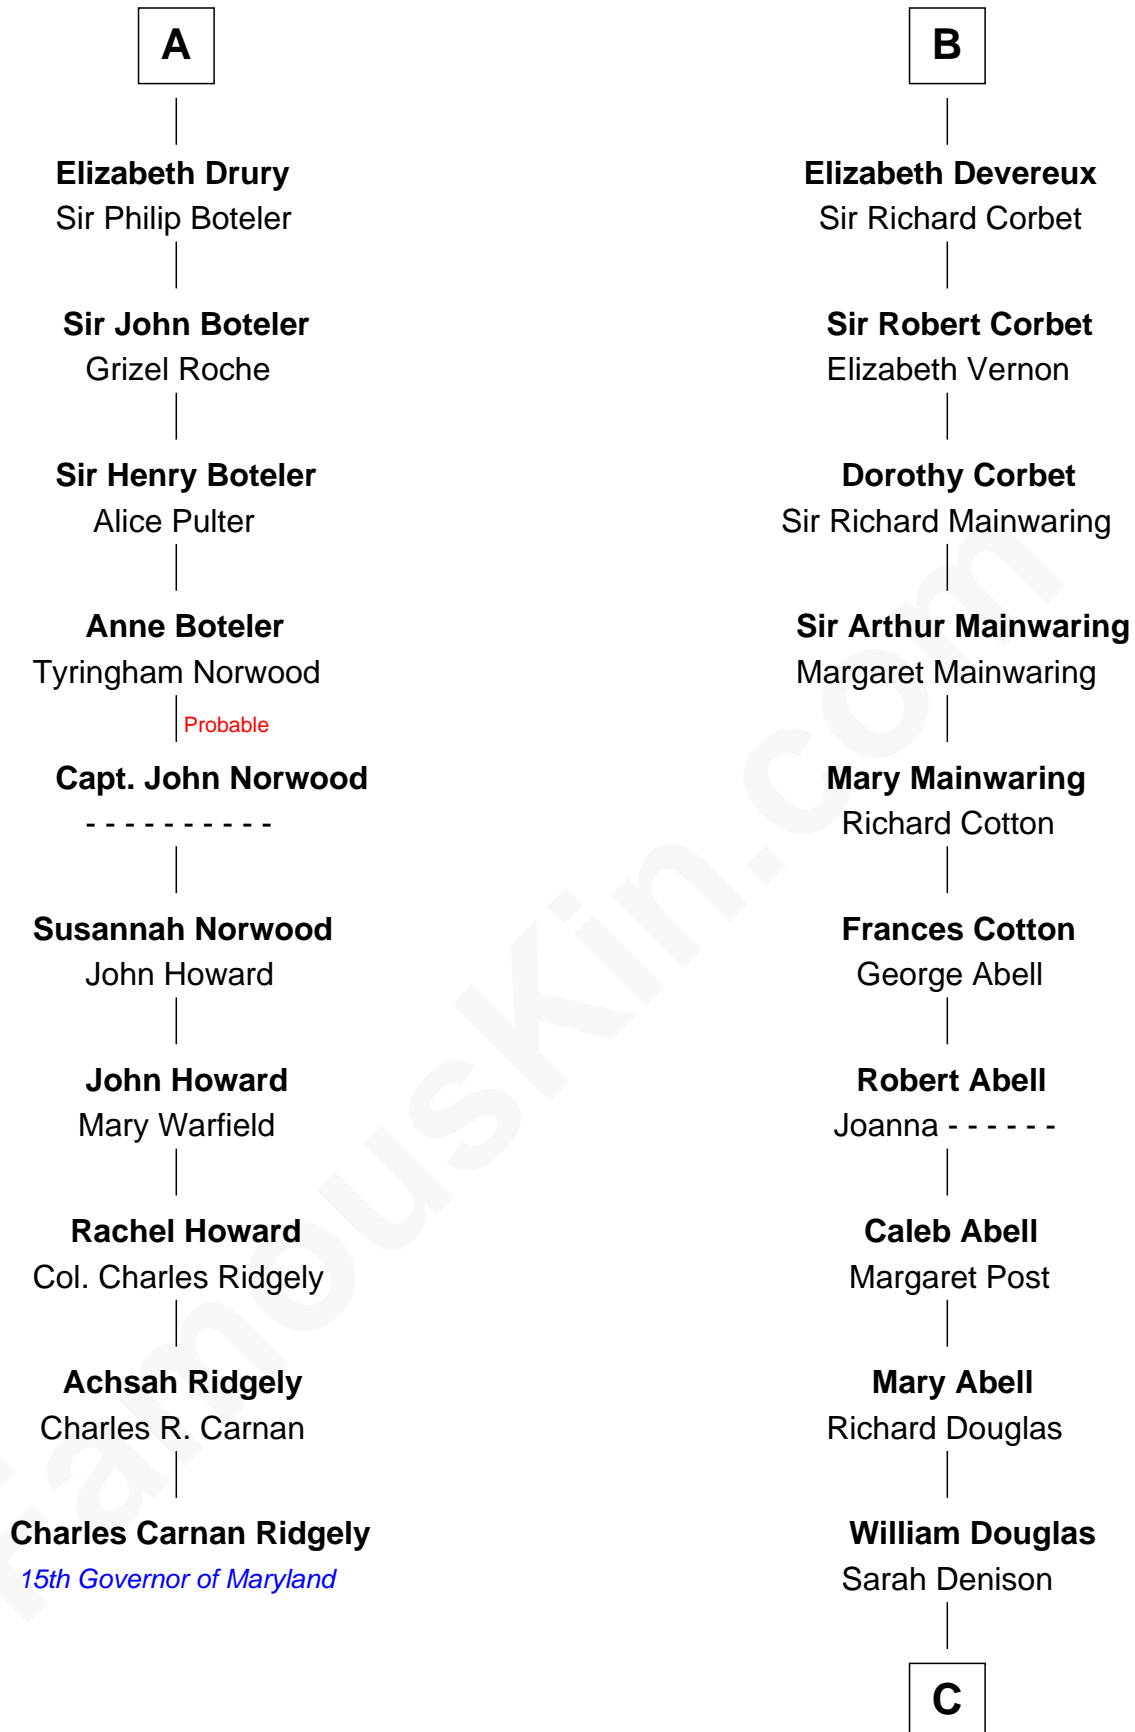 A
Elizabeth Drury
Sir Philip Boteler
Sir John Boteler
Grizel Roche
Sir Henry Boteler
Alice Pulter
Anne Boteler
Tyringham Norwood
Probable
Capt. John Norwood
- - - - - - - - - -
Susannah Norwood
John Howard
John Howard
Mary Warfield
Rachel Howard
Col. Charles Ridgely
Achsah Ridgely
Charles R. Carnan
Charles Carnan Ridgely
15th Governor of Maryland
B
Elizabeth Devereux
Sir Richard Corbet
Sir Robert Corbet
Elizabeth Vernon
Dorothy Corbet
Sir Richard Mainwaring
Sir Arthur Mainwaring
Margaret Mainwaring
Mary Mainwaring
Richard Cotton
Frances Cotton
George Abell
Robert Abell
Joanna - - - - - -
Caleb Abell
Margaret Post
Mary Abell
Richard Douglas
William Douglas
Sarah Denison
C
FamousKin.com